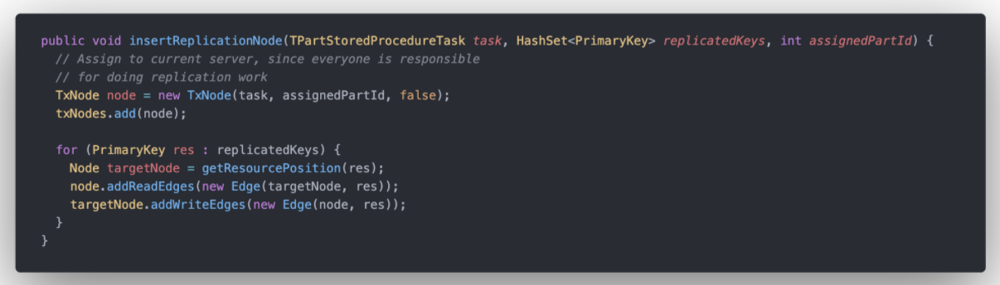 public void insertReplicationNode(TPartStoredProcedureTask task, HashSet<PrimaryKey> replicatedKeys, int assignedPartId) {
  // Assign to current server, since everyone is responsible
  // for doing replication work
  TxNode node = new TxNode(task, assignedPartId, false);
  txNodes.add(node);

  for (PrimaryKey res : replicatedKeys) {
    Node targetNode = getResourcePosition(res);
    node.addReadEdges(new Edge(targetNode, res));
    targetNode.addWriteEdges(new Edge(node, res));
  }
}